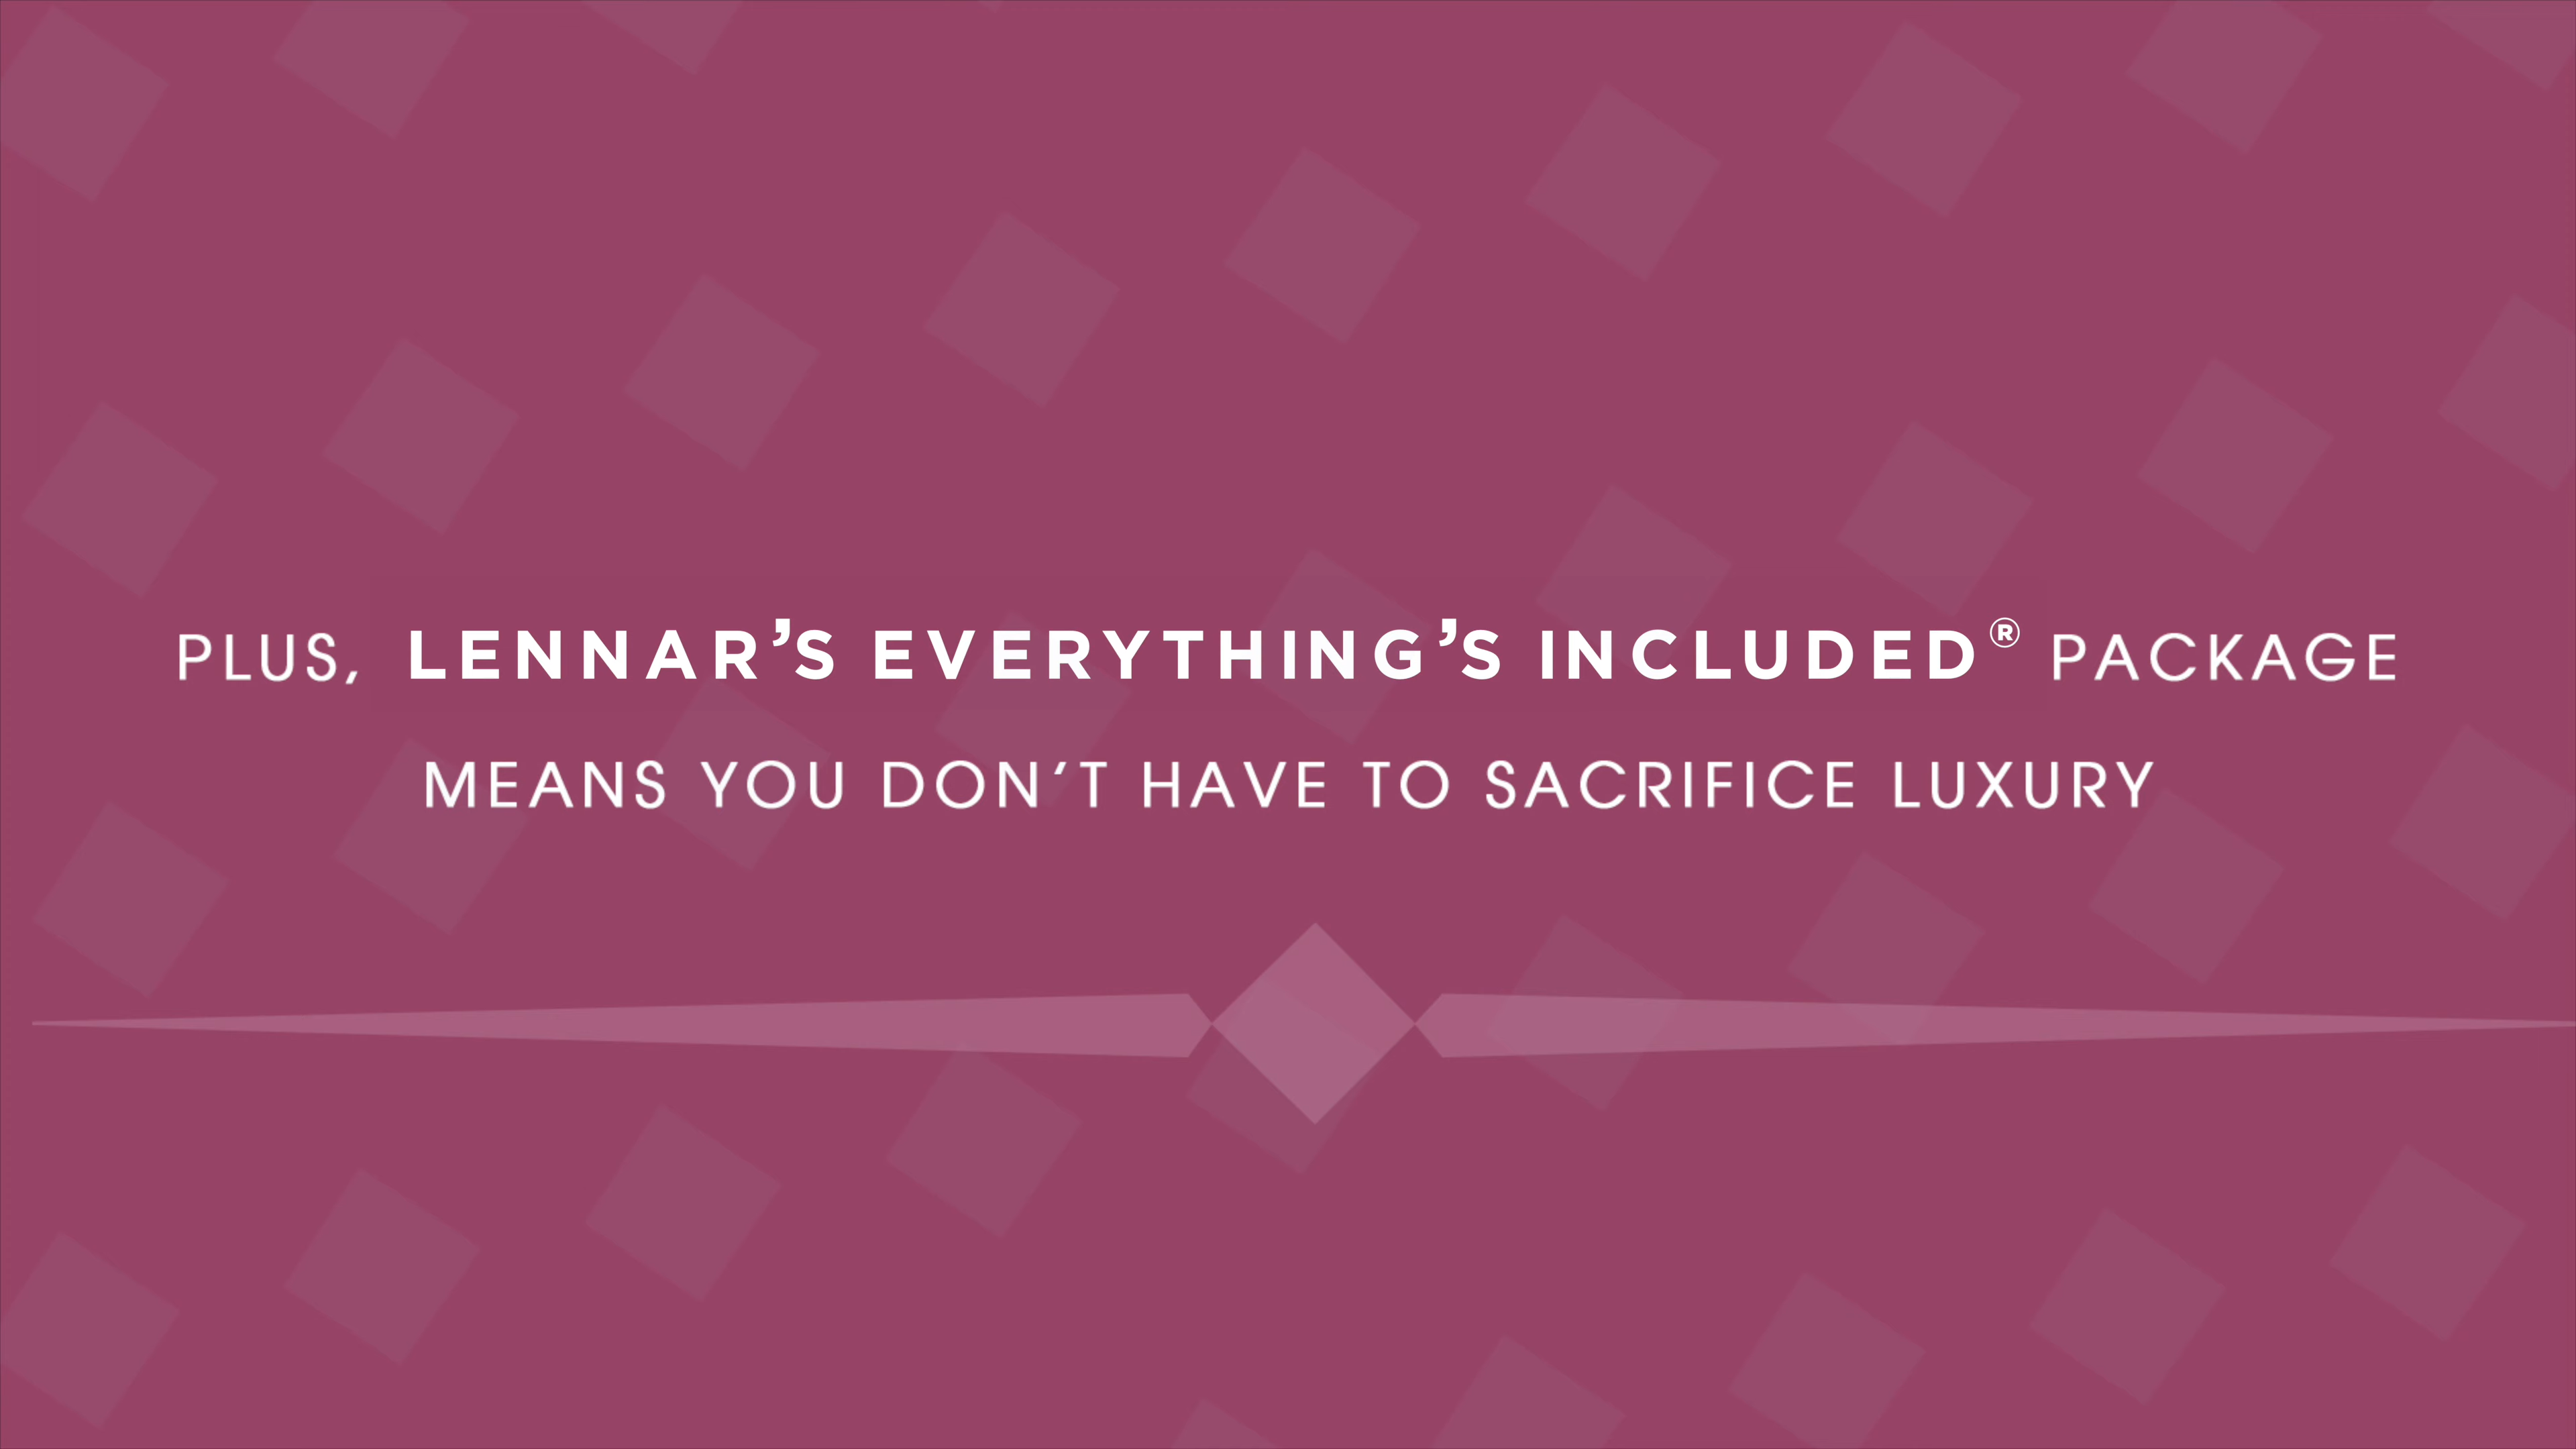 PLUS, LENNAR’S EVERYTHING’S INCLUDED® PACKAGE
MEANS YOU DON’T HAVE TO SACRIFICE LUXURY